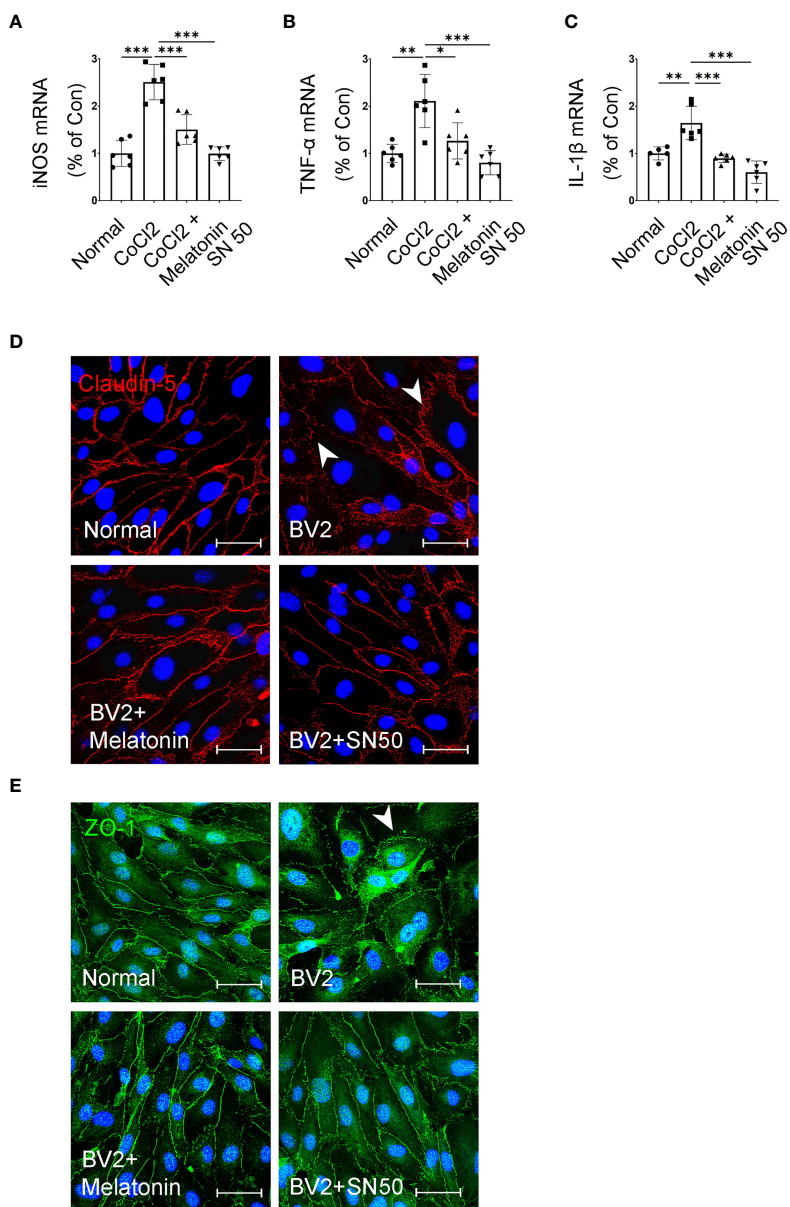 A
iNOS mRNA
(% of Con)
3
2
1
0
***
*** ***
Normal
CoCl2
CoCl2 +
Melatonin
SN 50
B
TNF-α mRNA
(% of Con)
3
2
1
0
***
** *
Normal
CoCl2
CoCl2 +
Melatonin
SN 50
C
IL-1β mRNA
(% of Con)
3
2
1
0
***
** ***
Normal
CoCl2
CoCl2 +
Melatonin
SN 50
D
Claudin-5
Normal
BV2
BV2+
Melatonin
BV2+SN50
E
ZO-1
Normal
BV2
BV2+
Melatonin
BV2+SN50